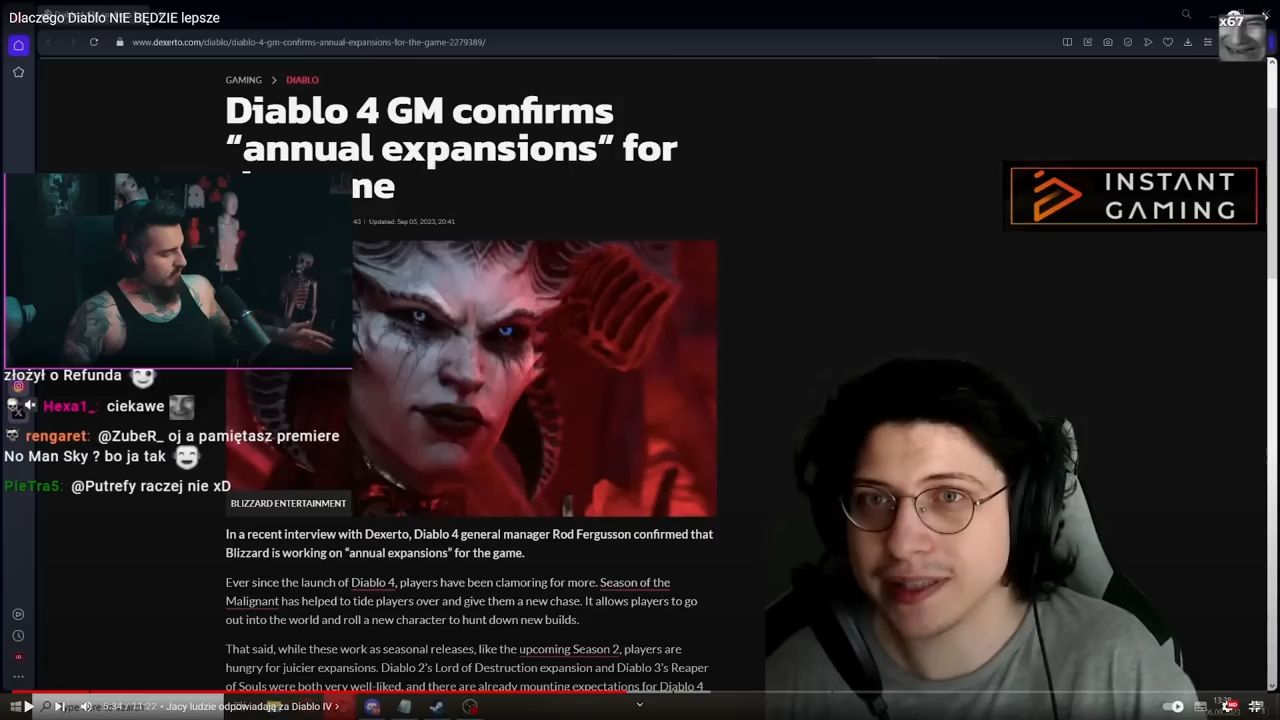 Dlaczego Diablo NIE BĘDZIE lepsze
x67
www.dexerto.com/diablo/diablo-4-gm-confirms-annual-expansions-for-the-game-2279389/
GAMING > DIABLO
Diablo 4 GM confirms
“annual expansions” for
ne
43 | Updated: Sep 05, 2023, 20:41
INSTANT
GAMING
złożył o Refunda
Hexa1_: ciekawe
rengaret: @ZubeR_ oj a pamiętasz premiere
No Man Sky ? bo ja tak
PieTra5: @Putrefy raczej nie xD
BLIZZARD ENTERTAINMENT
In a recent interview with Dexerto, Diablo 4 general manager Rod Fergusson confirmed that
Blizzard is working on “annual expansions” for the game.
Ever since the launch of Diablo 4, players have been clamoring for more. Season of the
Malignant has helped to tide players over and give them a new chase. It allows players to go
out into the world and roll a new character to hunt down new builds.
That said, while these work as seasonal releases, like the upcoming Season 2, players are
hungry for juicier expansions. Diablo 2’s Lord of Destruction expansion and Diablo 3’s Reaper
of Souls were both very well-liked, and there are already mounting expectations for Diablo 4
5:34 / 11:22 • Jacy ludzie odpowiadają za Diablo IV >
HD